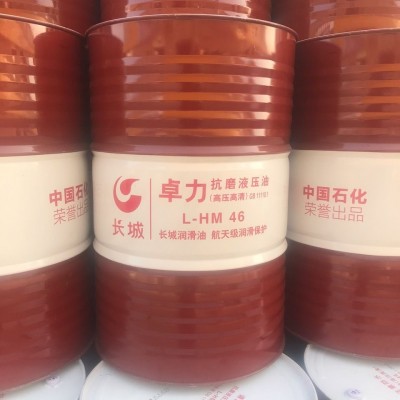 中国石化
荣誉出品
长城
卓力 抗磨液压油
(高压高清)
L-HM 46
长城润滑油 航天级润滑保护
中国石化
荣誉出品